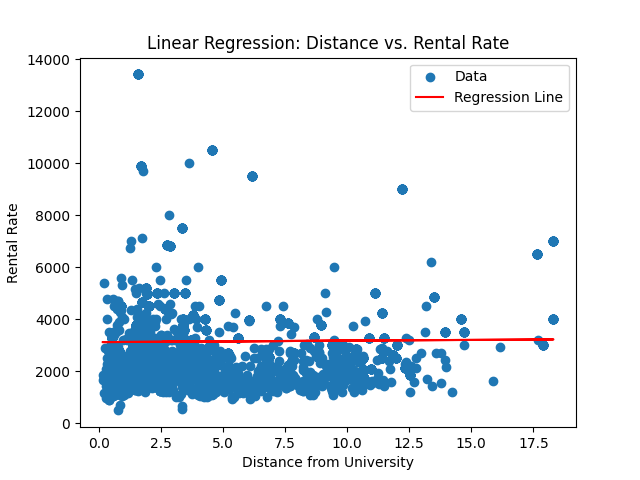 Linear Regression: Distance vs. Rental Rate
14000
12000
10000
8000
6000
4000
2000
0
Rental Rate
Data
Regression Line
0.0 2.5 5.0 7.5 10.0 12.5 15.0 17.5
Distance from University